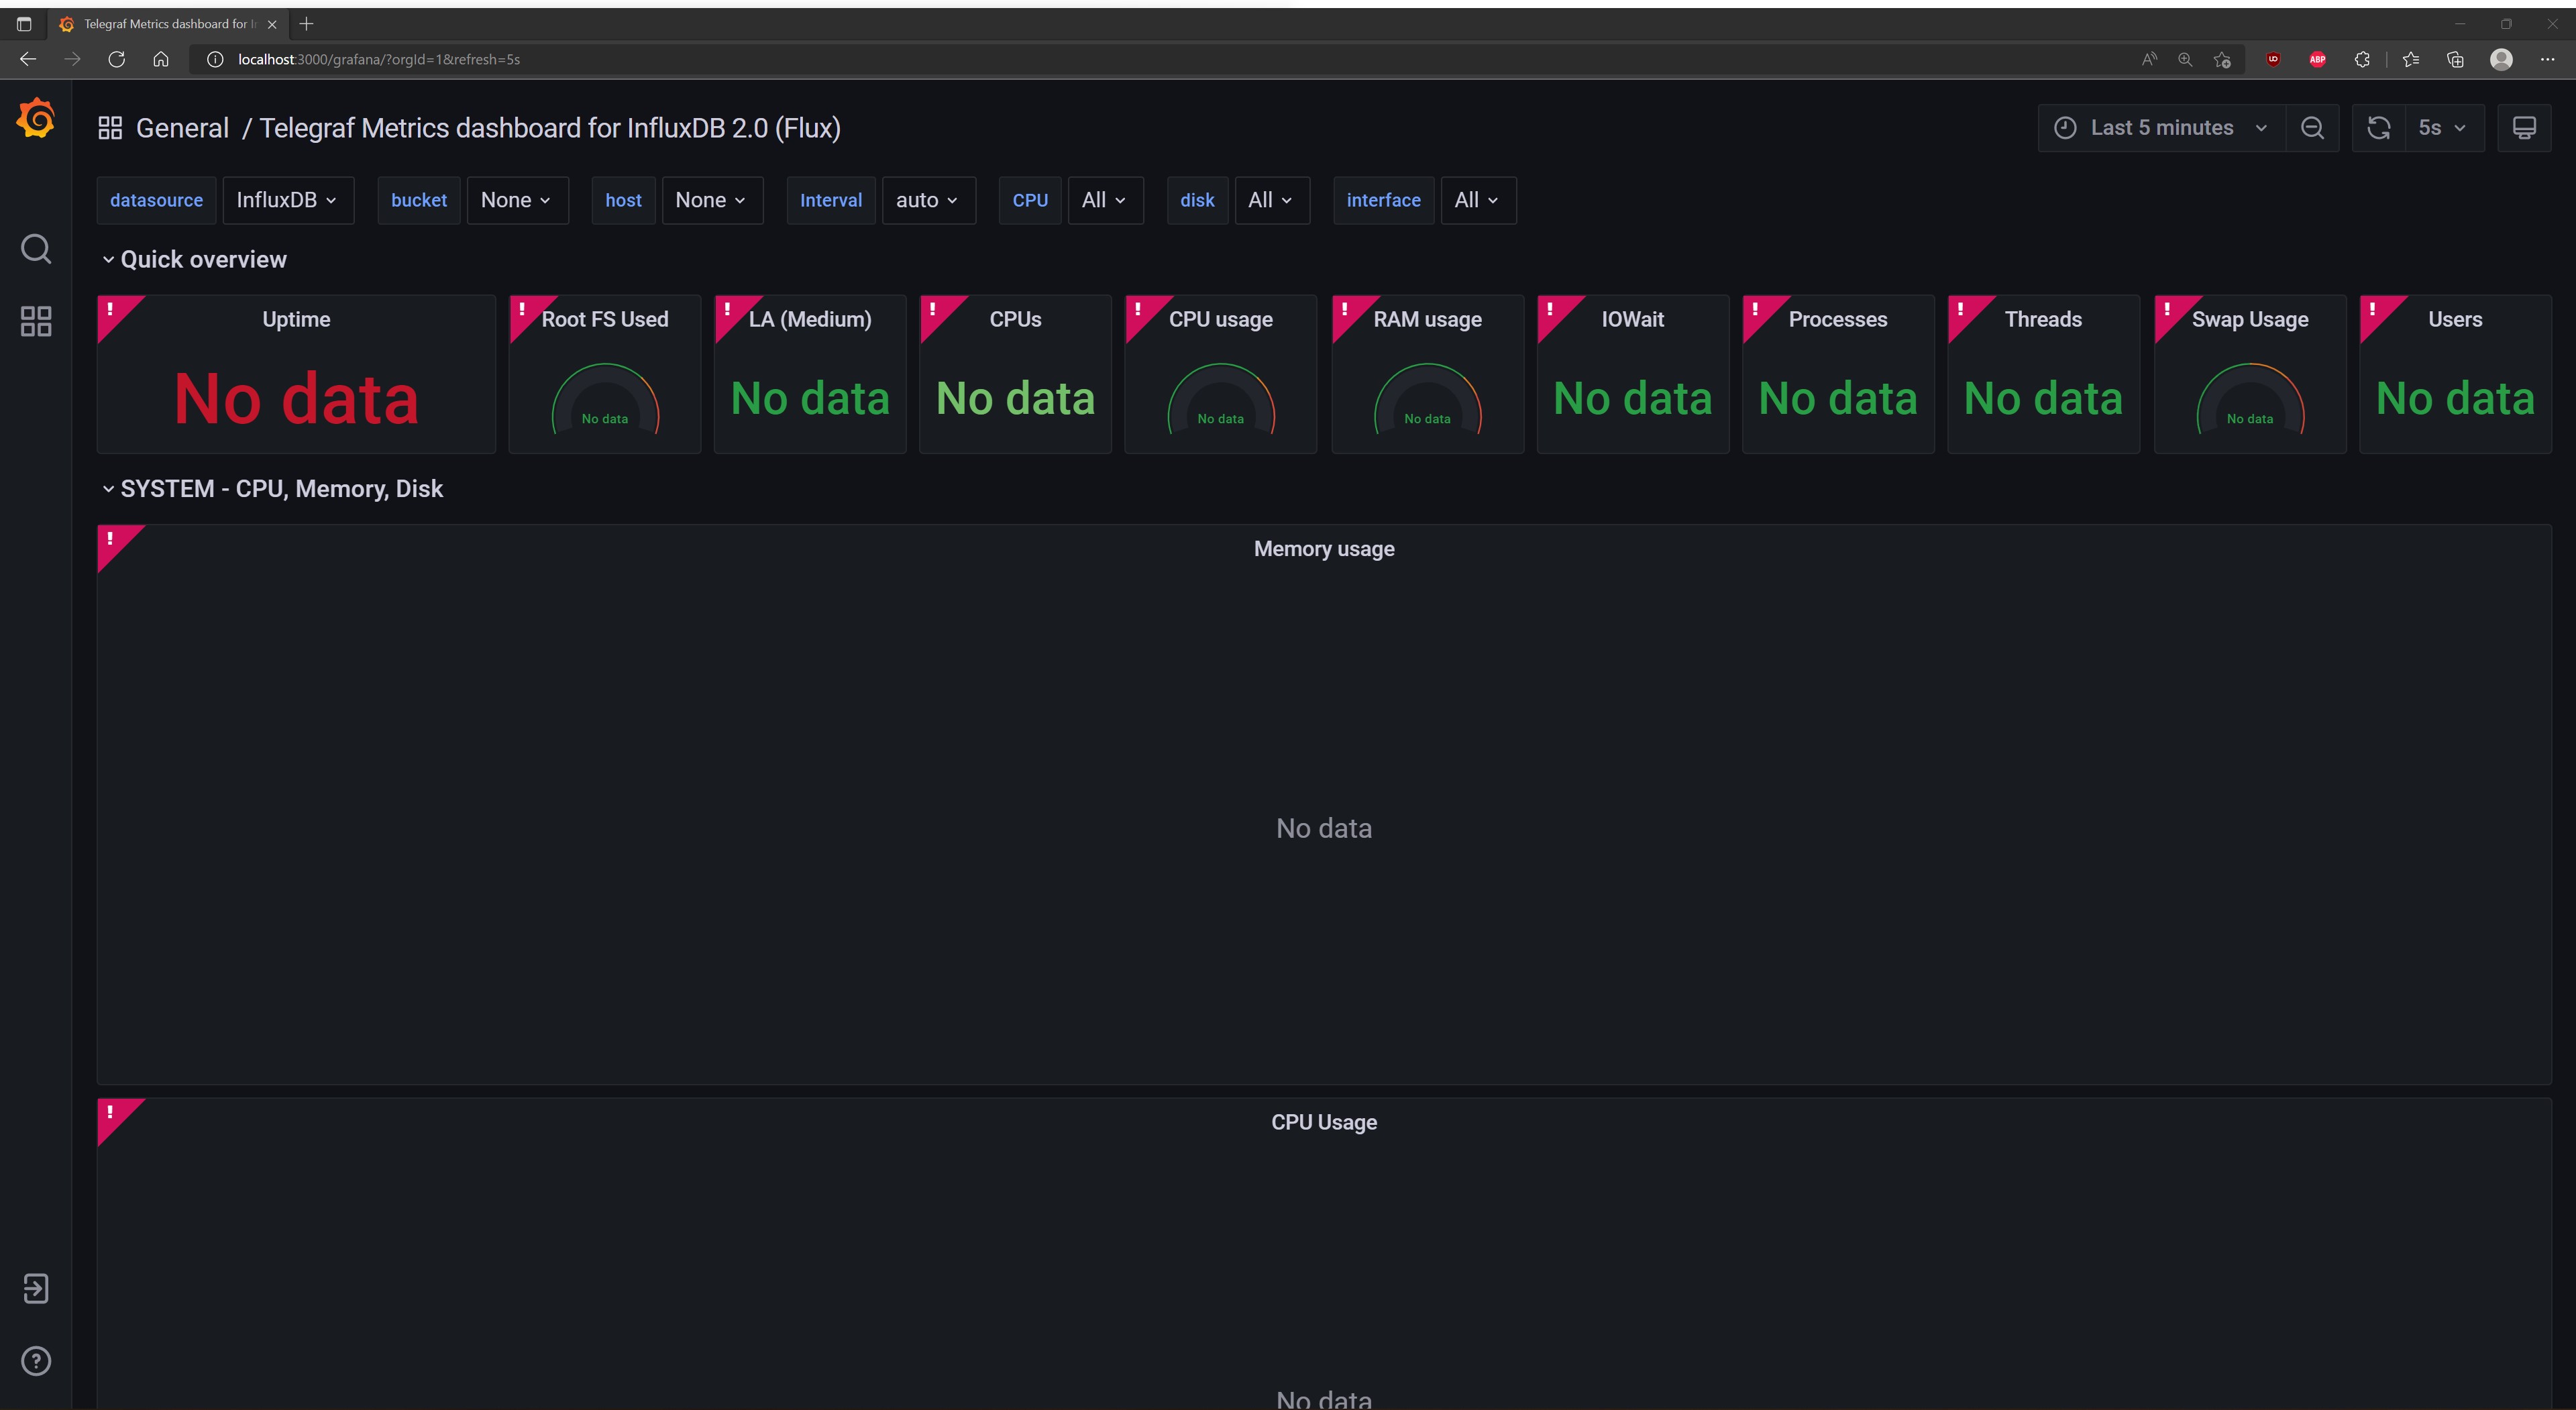 Telegraf Metrics dashboard for In
localhost:3000/grafana/?orgId=1&refresh=5s
UD
ABP
General / Telegraf Metrics dashboard for InfluxDB 2.0 (Flux)
Last 5 minutes
5s
datasource InfluxDB bucket None host None Interval auto CPU All disk All interface All
Quick overview
! Uptime
No data
! Root FS Used
No data
! LA (Medium)
No data
! CPUs
No data
! CPU usage
No data
! RAM usage
No data
! IOWait
No data
! Processes
No data
! Threads
No data
! Swap Usage
No data
! Users
No data
SYSTEM - CPU, Memory, Disk
! Memory usage
No data
! CPU Usage
No data